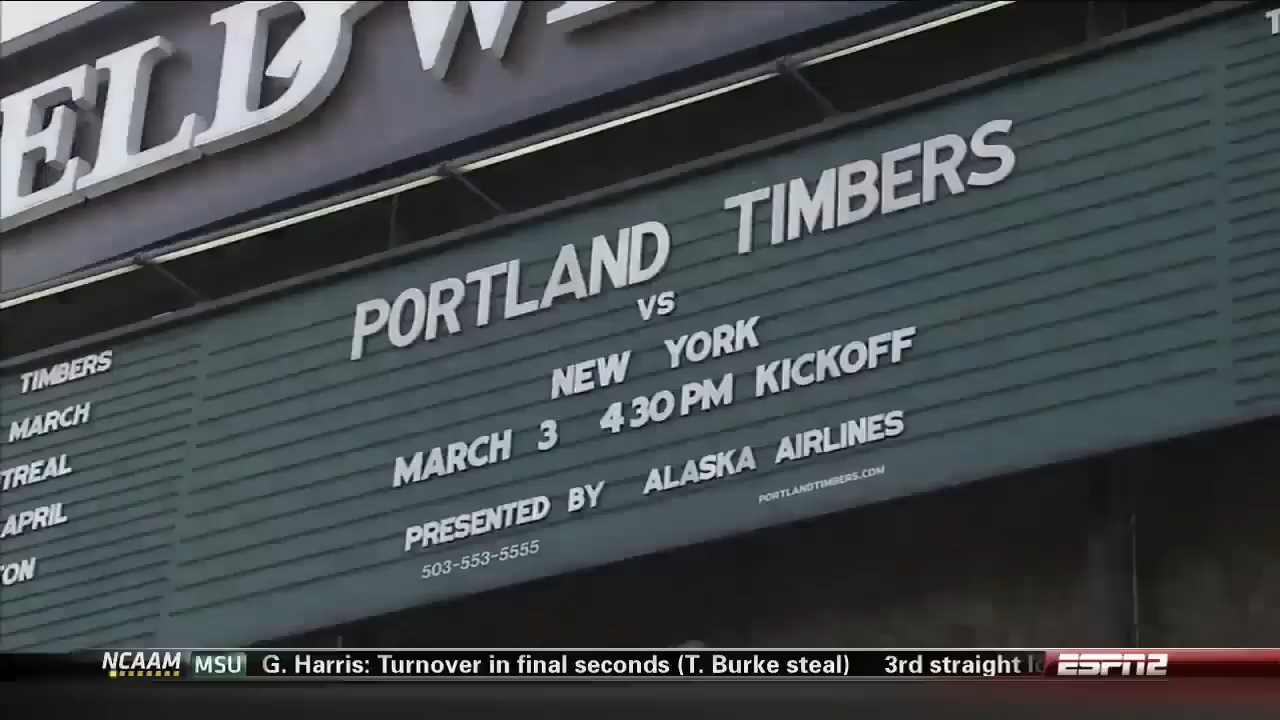 ELD W
PORTLAND TIMBERS
VS
NEW YORK
MARCH 3 4 30 PM KICKOFF
PRESENTED BY ALASKA AIRLINES
503-553-5555
PORTLANDTIMBERS.COM
TIMBERS
MARCH
TREAL
APRIL
ON
NCAAM MSU G. Harris: Turnover in final seconds (T. Burke steal) 3rd straight
ESPN2